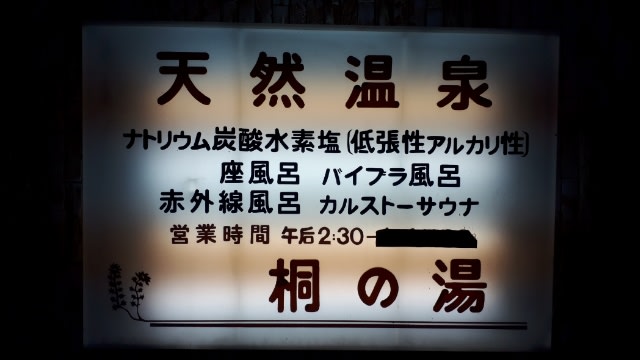 天然温泉
ナトリウム炭酸水素塩(低張性アルカリ性)
座風呂 バイブラ風呂
赤外線風呂 カルストーサウナ
営業時間 午后2:30-
桐の湯